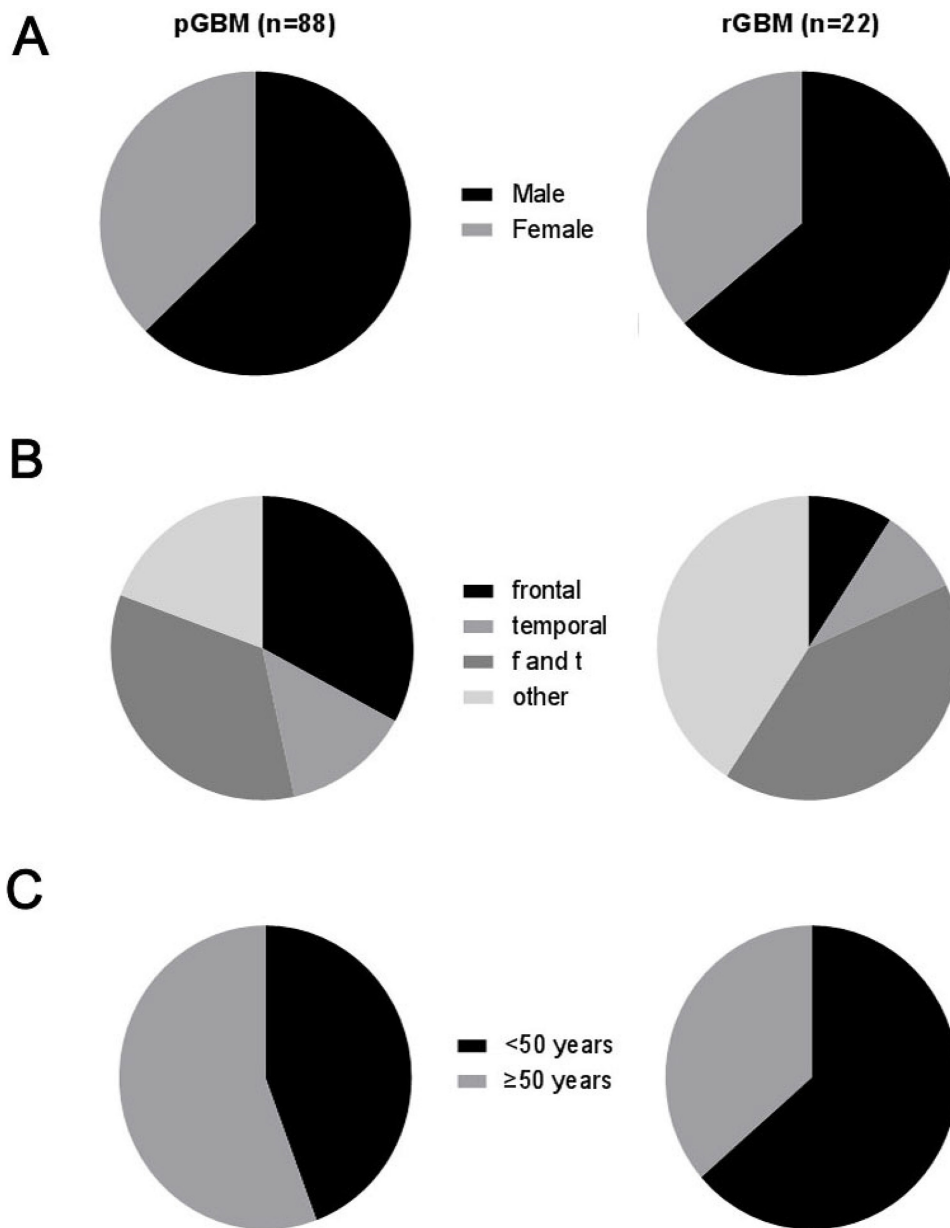 A
pGBM (n=88)
rGBM (n=22)
Male
Female
B
frontal
temporal
f and t
other
C
<50 years
≥50 years